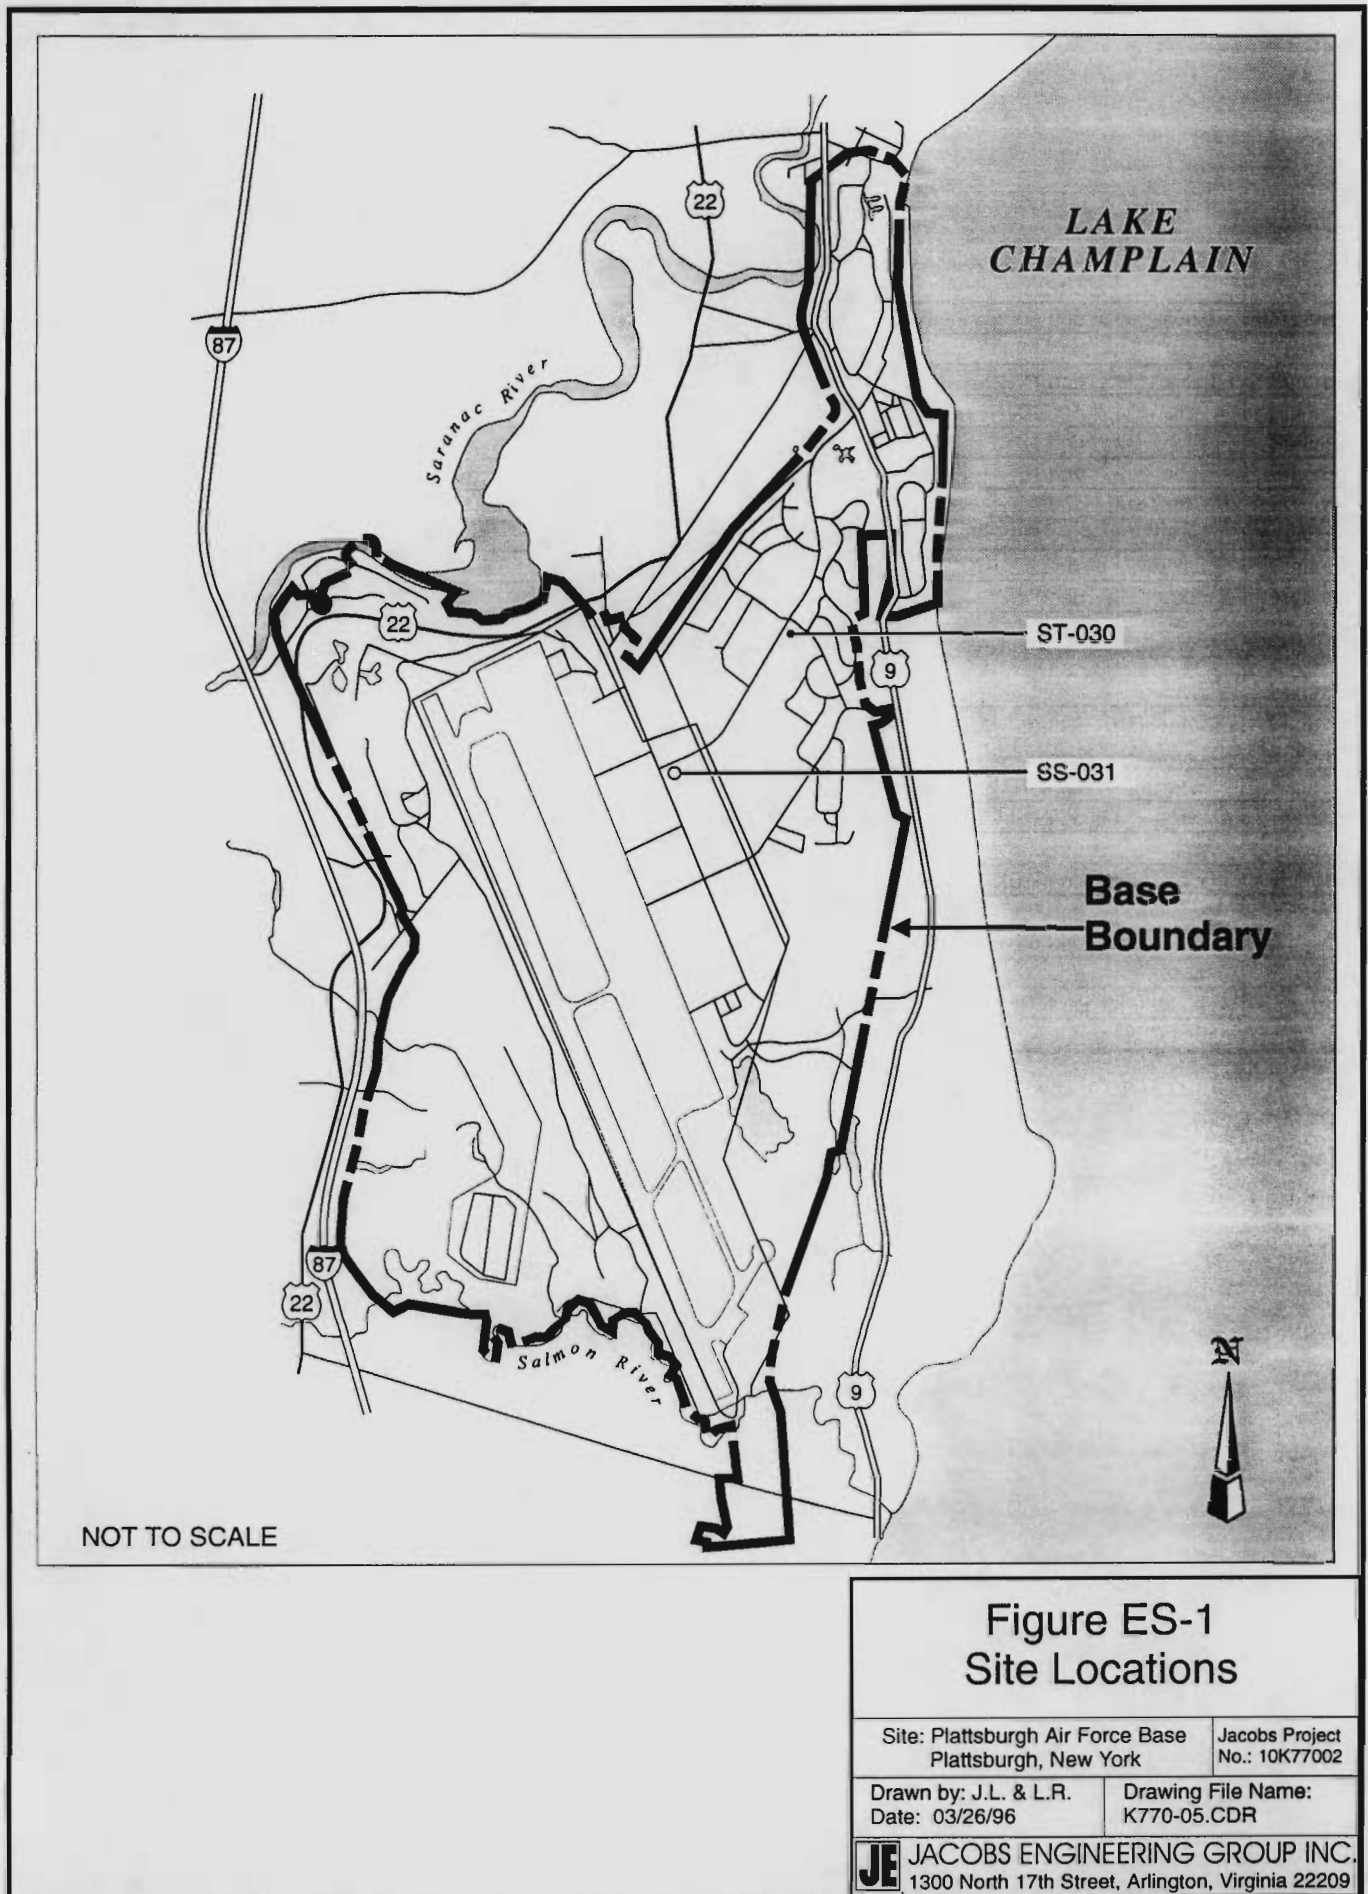 LAKE
CHAMPLAIN
22
87
Saranac River
22
ST-030
9
SS-031
Base
Boundary
87
22
Salmon River
9
N
NOT TO SCALE
Figure ES-1
Site Locations
Site: Plattsburgh Air Force Base
Plattsburgh, New York
Jacobs Project
No.: 10K77002
Drawn by: J.L. & L.R.
Date: 03/26/96
Drawing File Name:
K770-05.CDR
JE
JACOBS ENGINEERING GROUP INC.
1300 North 17th Street, Arlington, Virginia 22209